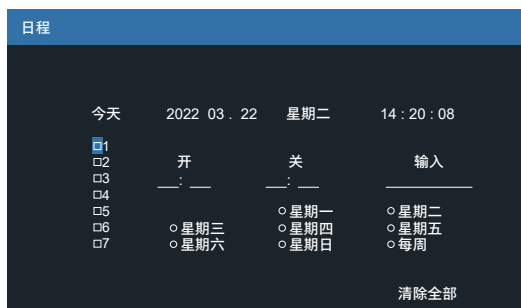 日程
今天 2022 03 . 22 星期二 14 : 20 : 08
□1
□2 开 关 输入
□3 __: __ __: __ ________
□4
□5 ○星期一 ○星期二
□6 ○星期三 ○星期四 ○星期五
□7 ○星期六 ○星期日 ○每周
清除全部